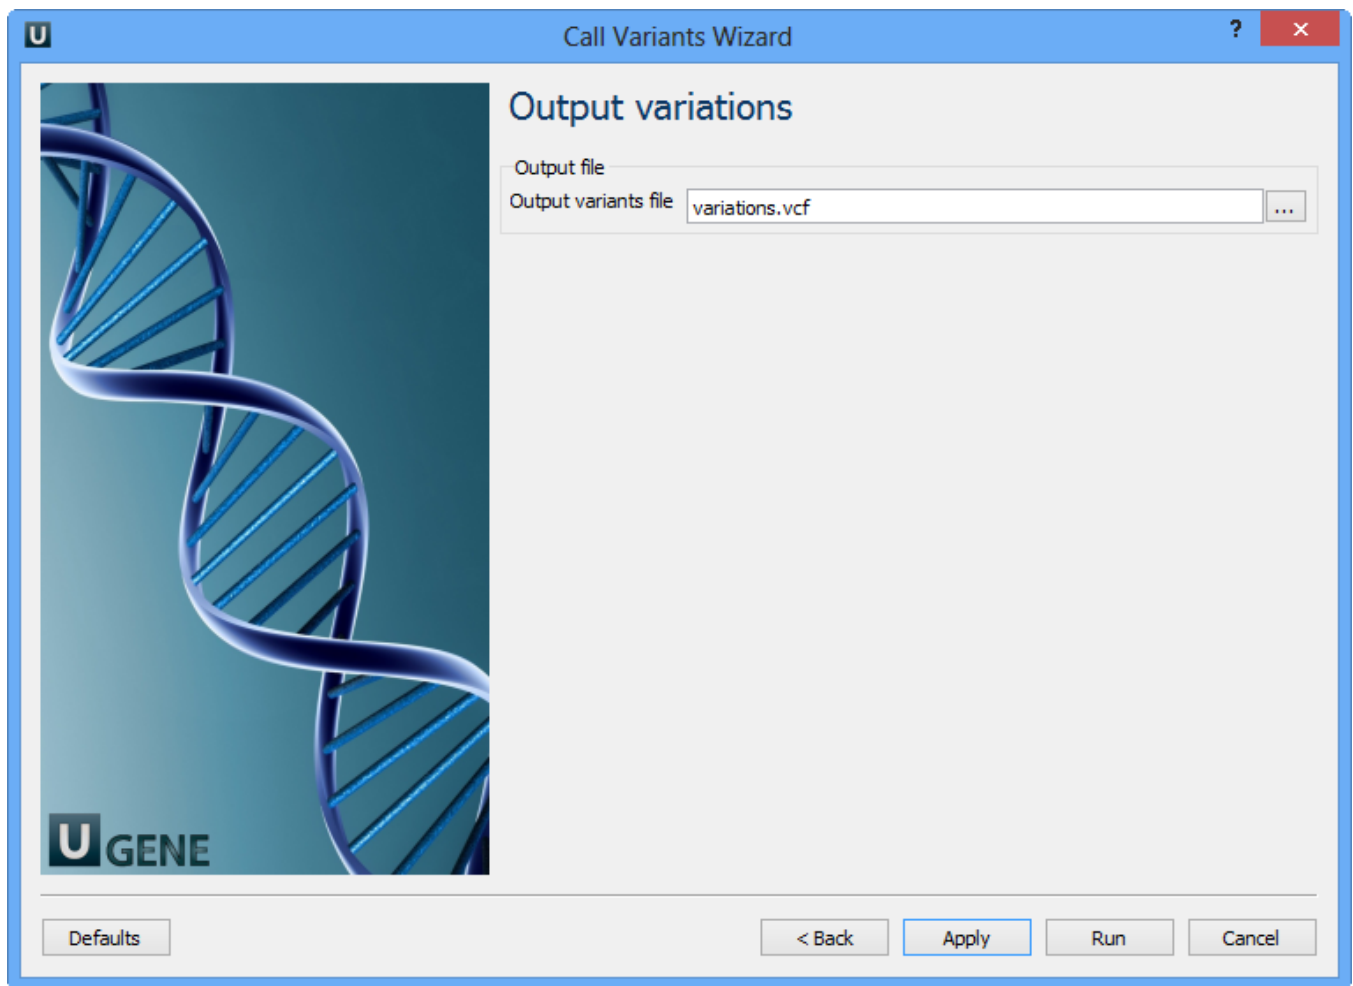 U
Call Variants Wizard
?
Output variations
Output file
Output variants file
variations.vcf
...
U GENE
Defaults
< Back
Apply
Run
Cancel